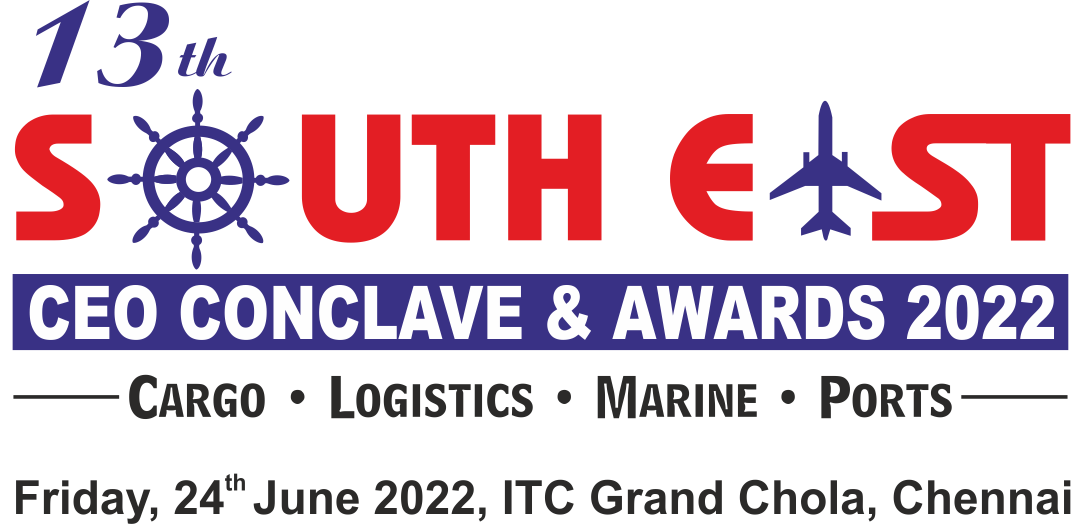 13th
SOUTH EAST
CEO CONCLAVE & AWARDS 2022
CARGO • LOGISTICS • MARINE • PORTS
Friday, 24th June 2022, ITC Grand Chola, Chennai